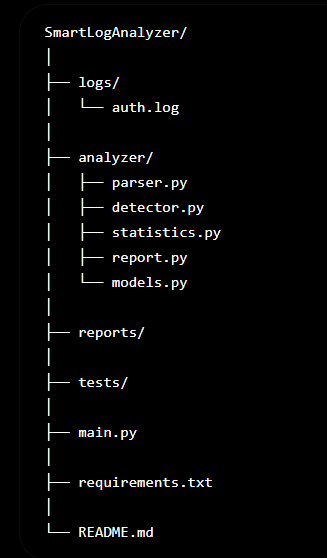 SmartLogAnalyzer/
│
├── logs/
│   └── auth.log
│
├── analyzer/
│   ├── parser.py
│   ├── detector.py
│   ├── statistics.py
│   ├── report.py
│   └── models.py
│
├── reports/
│
├── tests/
│
├── main.py
│
├── requirements.txt
│
└── README.md